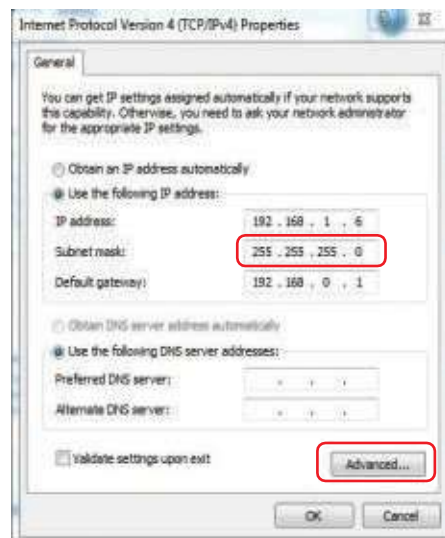 Internet Protocol Version 4 (TCP/IPv4) Properties
General
You can get IP settings assigned automatically if your network supports
this capability. Otherwise, you need to ask your network administrator
for the appropriate IP settings.
Obtain an IP address automatically
Use the following IP address:
IP address: 192 . 168 . 1 . 6
Subnet mask: 255 . 255 . 255 . 0
Default gateway: 192 . 168 . 0 . 1
Obtain DNS server address automatically
Use the following DNS server addresses:
Preferred DNS server: . . .
Alternate DNS server: . . .
Validate settings upon exit
Advanced...
OK Cancel